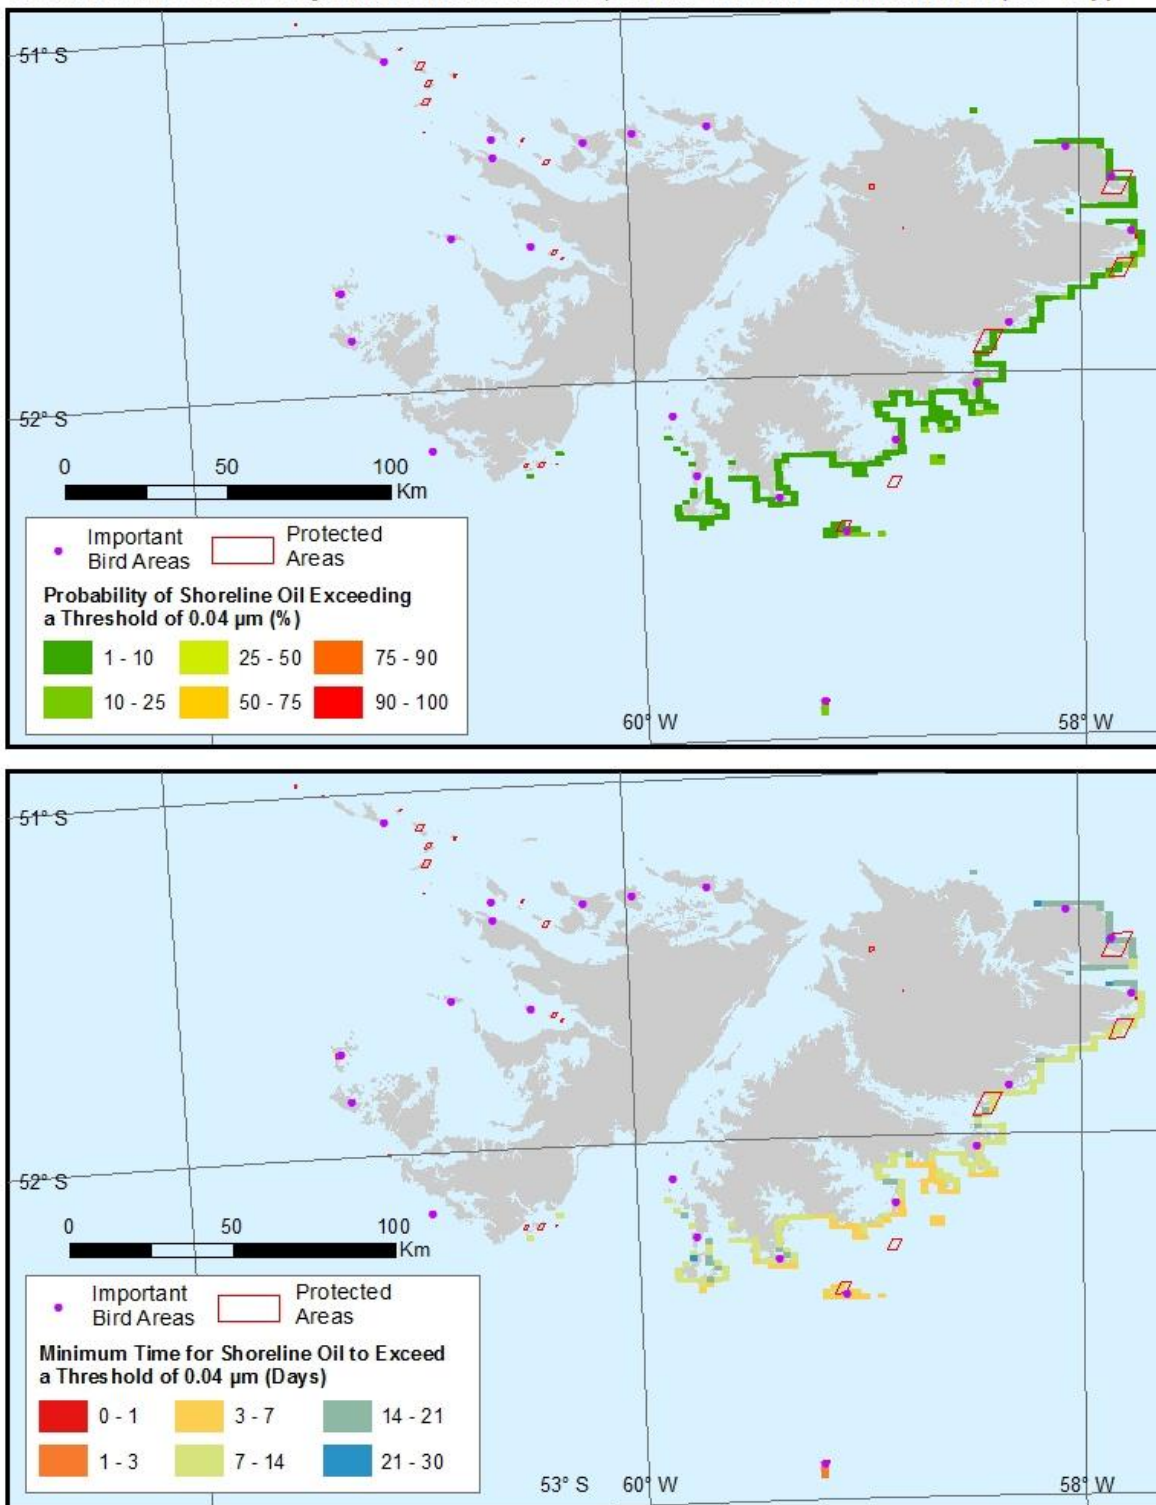 51° S
52° S
0 50 100
Km
Important
Bird Areas
Protected
Areas
Probability of Shoreline Oil Exceeding
a Threshold of 0.04 µm (%)
1 - 10 25 - 50 75 - 90
10 - 25 50 - 75 90 - 100
60° W 58° W
51° S
52° S
0 50 100
Km
Important
Bird Areas
Protected
Areas
Minimum Time for Shoreline Oil to Exceed
a Threshold of 0.04 µm (Days)
0 - 1 3 - 7 14 - 21
1 - 3 7 - 14 21 - 30
53° S 60° W 58° W